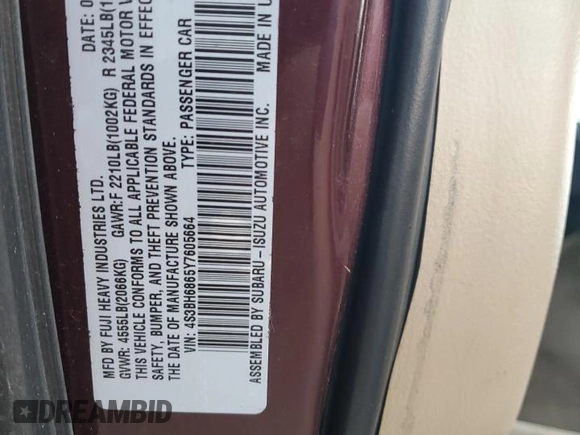 MFD BY FUJI HEAVY INDUSTRIES LTD. DATE: 0
GVWR: 4555LB(2066KG) GAWR:F 2210LB(1002KG) R 2345LB(1
THIS VEHICLE CONFORMS TO ALL APPLICABLE FEDERAL MOTOR V
SAFETY, BUMPER, AND THEFT PREVENTION STANDARDS IN EFFEC
THE DATE OF MANUFACTURE SHOWN ABOVE.
VIN: 4S3BH6865Y7605664 TYPE: PASSENGER CAR
ASSEMBLED BY SUBARU-ISUZU AUTOMOTIVE INC. MADE IN U
DREAMBID